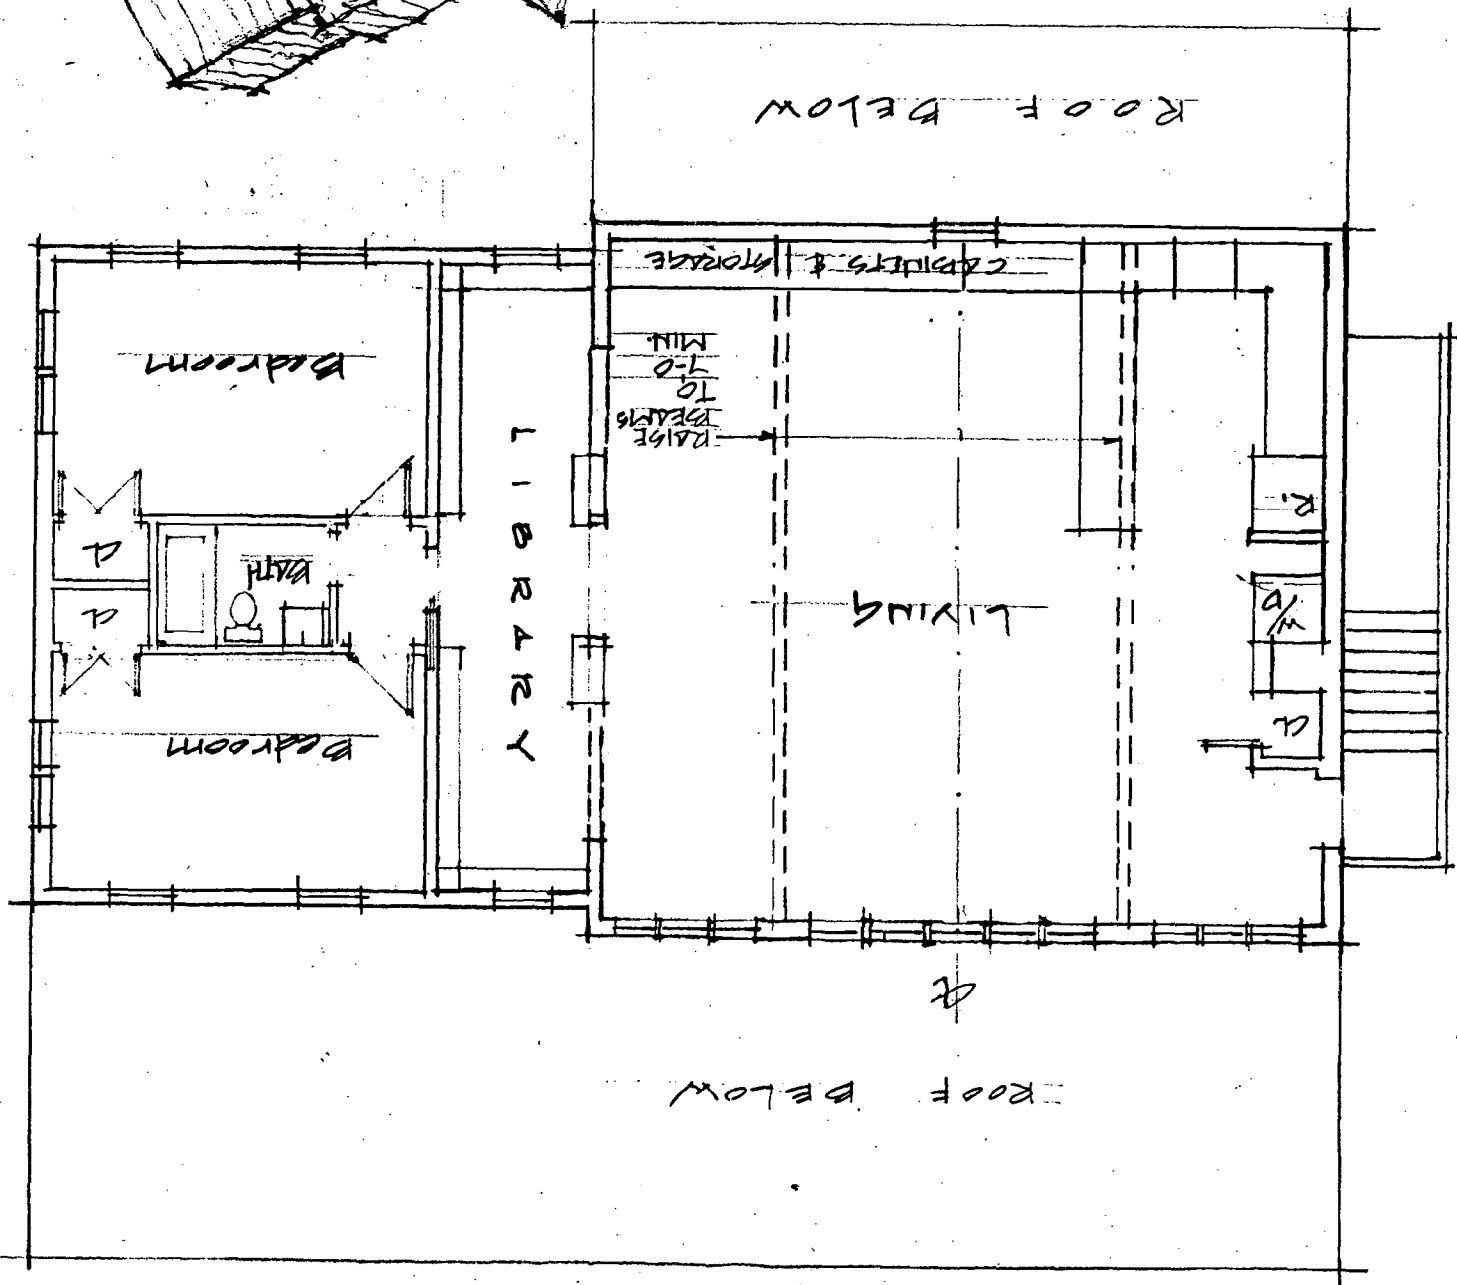 ROOF BELOW
℄
CL
Bedroom
W/D
LIVING
LIBRARY
CL
BATH
CL
R.
RAISE
BEAMS
TO
7-0
MIN.
Bedroom
CABINETS & STORAGE
ROOF BELOW